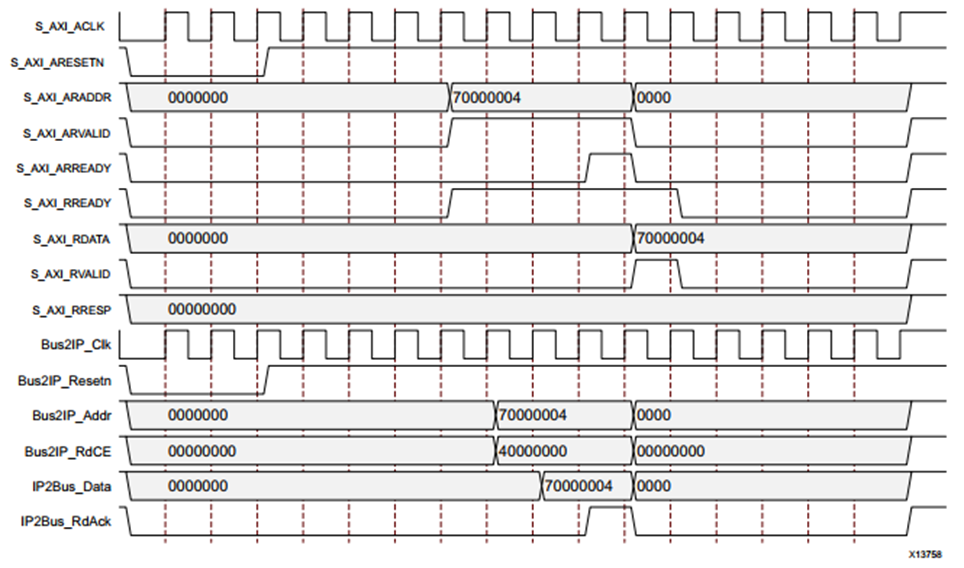 S_AXI_ACLK
S_AXI_ARESETN
S_AXI_ARADDR 0000000 70000004 0000
S_AXI_ARVALID
S_AXI_ARREADY
S_AXI_RREADY
S_AXI_RDATA 0000000 70000004
S_AXI_RVALID
S_AXI_RRESP 00000000
Bus2IP_Clk
Bus2IP_Resetn
Bus2IP_Addr 0000000 70000004 0000
Bus2IP_RdCE 00000000 40000000 00000000
IP2Bus_Data 0000000 70000004 0000
IP2Bus_RdAck
X13758